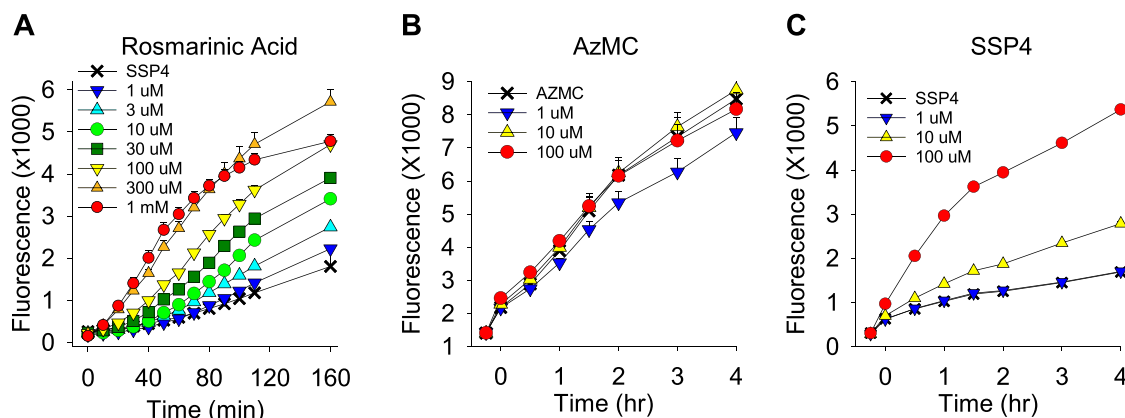 A
Rosmarinic Acid
Fluorescence (x1000)
6
5
4
3
2
1
0
SSP4
1 uM
3 uM
10 uM
30 uM
100 uM
300 uM
1 mM
0 40 80 120 160
Time (min)
B
AzMC
Fluorescence (X1000)
9
8
7
6
5
4
3
2
1
AZMC
1 uM
10 uM
100 uM
0 1 2 3 4
Time (hr)
C
SSP4
Fluorescence (X1000)
6
5
4
3
2
1
0
SSP4
1 uM
10 uM
100 uM
0 1 2 3 4
Time (hr)